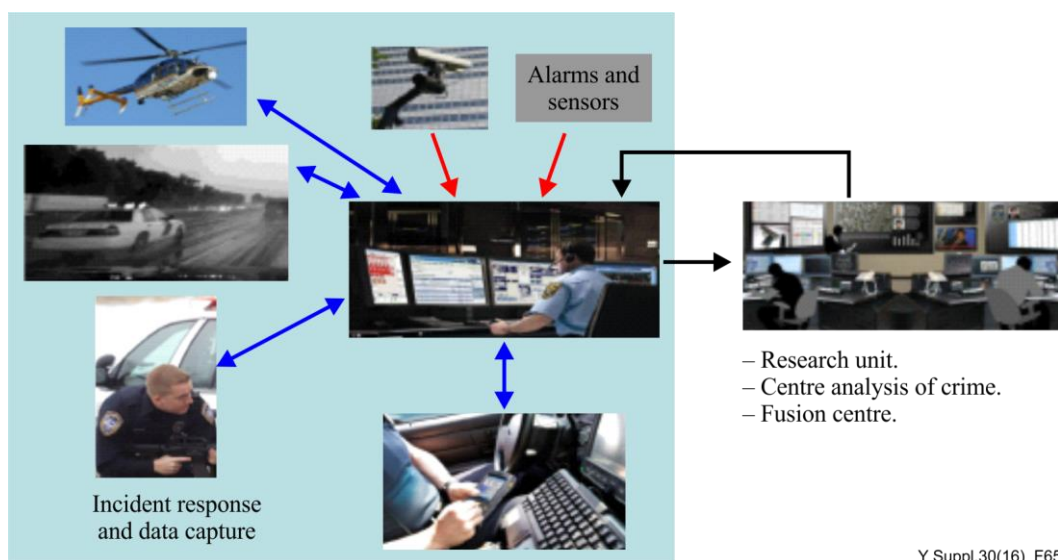 Alarms and
sensors
– Research unit.
– Centre analysis of crime.
– Fusion centre.
Incident response
and data capture
Y Suppl.30(16)_F65